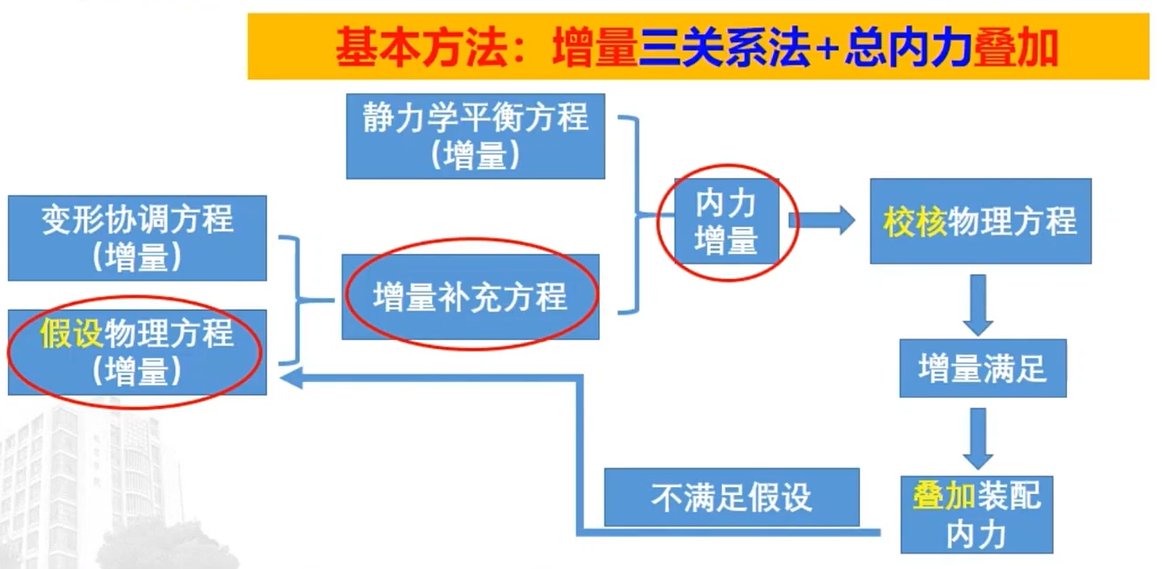 基本方法：增量三关系法+总内力叠加
静力学平衡方程
(增量)
变形协调方程
(增量)
假设物理方程
(增量)
增量补充方程
内力
增量
校核物理方程
增量满足
叠加装配
内力
不满足假设